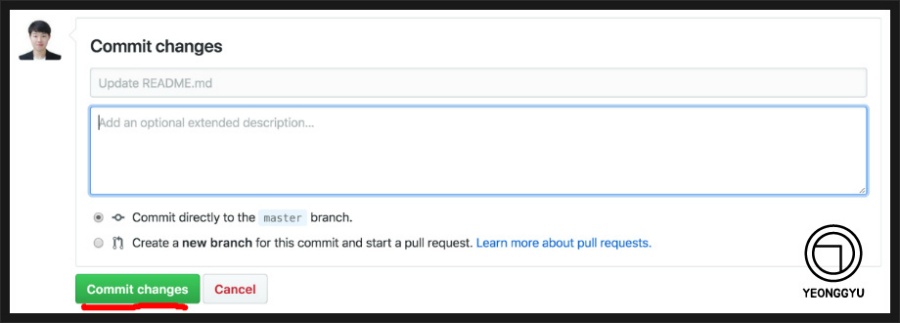 Commit changes
Update README.md
Add an optional extended description...
Commit directly to the master branch.
Create a new branch for this commit and start a pull request. Learn more about pull requests.
Commit changes
Cancel
YEONGGYU